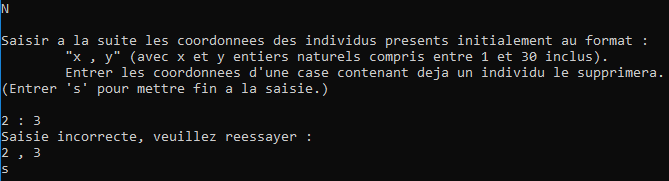 N
Saisir a la suite les coordonnees des individus presents initialement au format :
"x , y" (avec x et y entiers naturels compris entre 1 et 30 inclus).
Entrer les coordonnees d'une case contenant deja un individu le supprimera.
(Entrer 's' pour mettre fin a la saisie.)
2 : 3
Saisie incorrecte, veuillez reessayer :
2 , 3
s